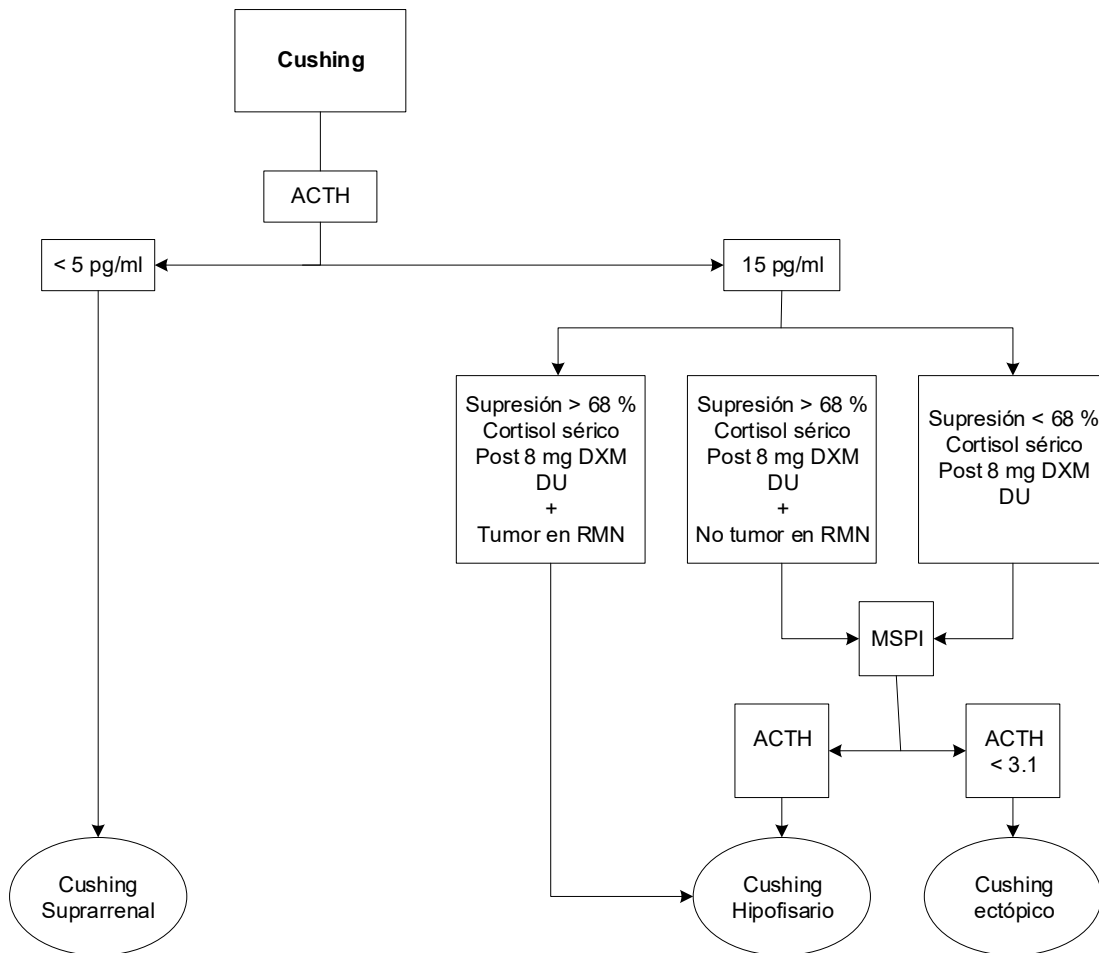 Cushing
ACTH
< 5 pg/ml
15 pg/ml
Supresión > 68 %
Cortisol sérico
Post 8 mg DXM
DU
+
Tumor en RMN
Supresión > 68 %
Cortisol sérico
Post 8 mg DXM
DU
+
No tumor en RMN
Supresión < 68 %
Cortisol sérico
Post 8 mg DXM
DU
MSPI
ACTH
ACTH
< 3.1
Cushing
Suprarrenal
Cushing
Hipofisario
Cushing
ectópico